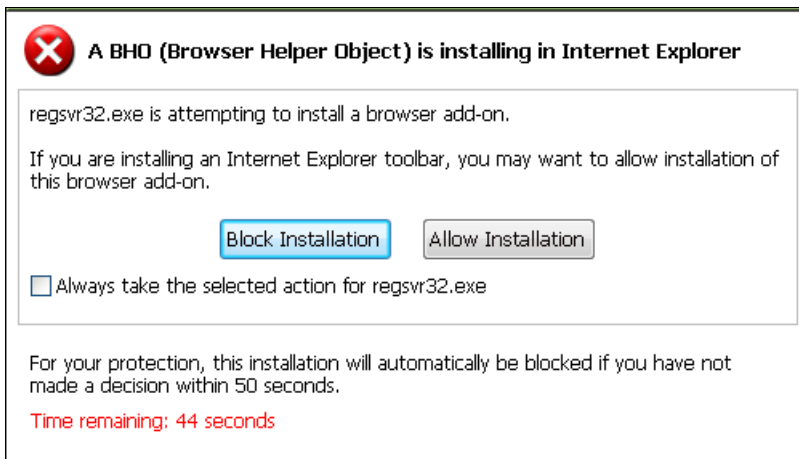 A BHO (Browser Helper Object) is installing in Internet Explorer
regsvr32.exe is attempting to install a browser add-on.
If you are installing an Internet Explorer toolbar, you may want to allow installation of
this browser add-on.
Block Installation Allow Installation
Always take the selected action for regsvr32.exe
For your protection, this installation will automatically be blocked if you have not
made a decision within 50 seconds.
Time remaining: 44 seconds